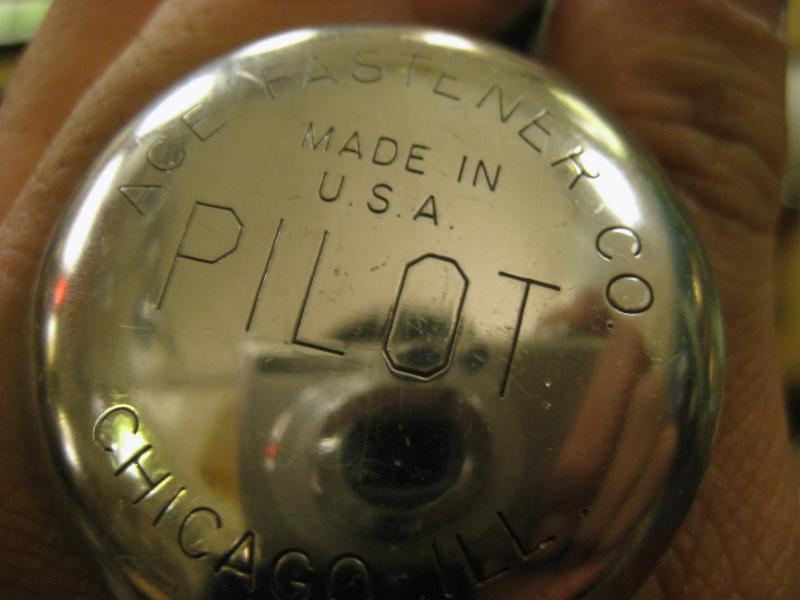 ACE FASTENER CO.
MADE IN
U.S.A.
PILOT
CHICAGO ILL.